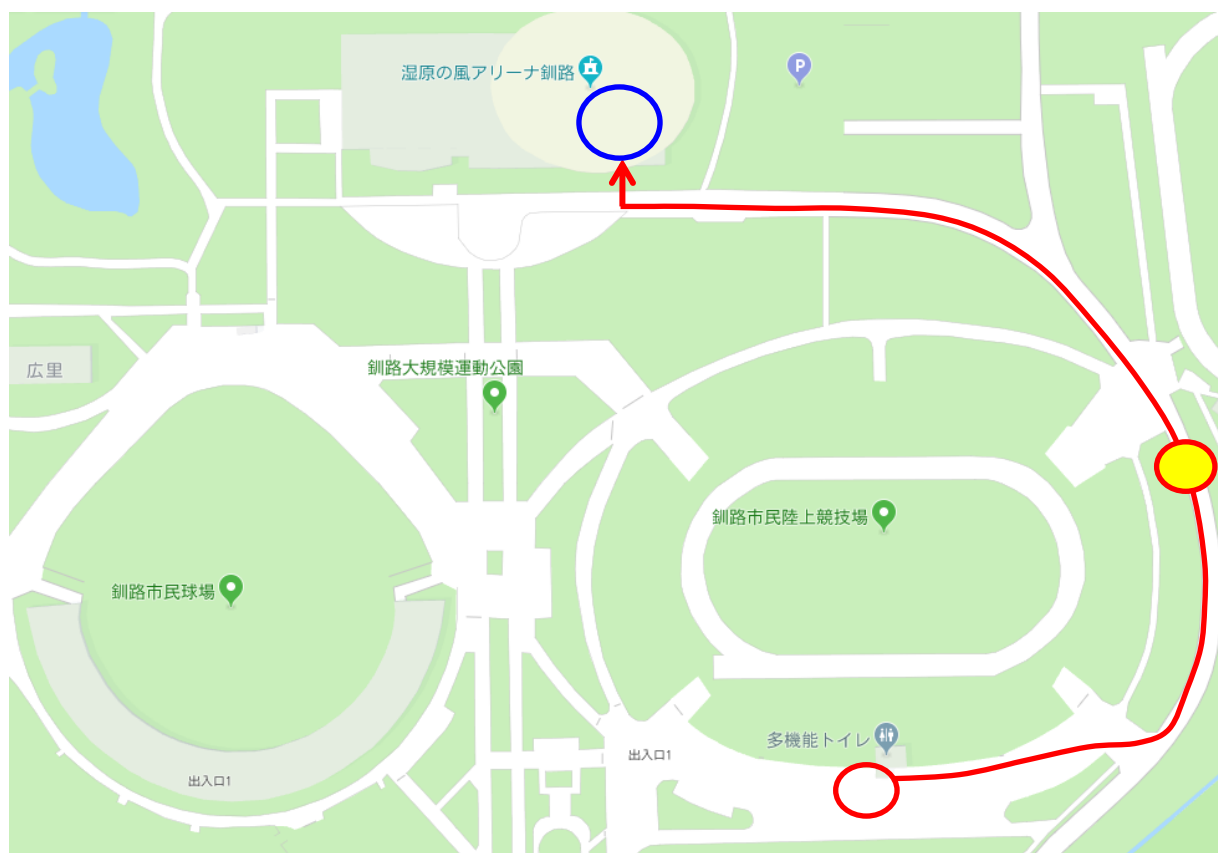 湿原の風アリーナ釧路
P
広里
釧路大規模運動公園
釧路市民陸上競技場
釧路市民球場
多機能トイレ
出入口1
出入口1